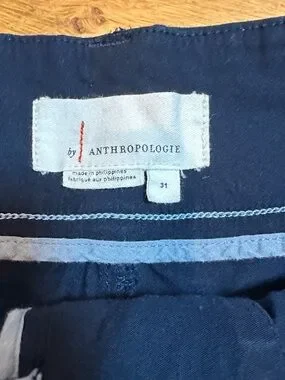 by ANTHROPOLOGIE
made in philippines
fabriqué aux philippines
31